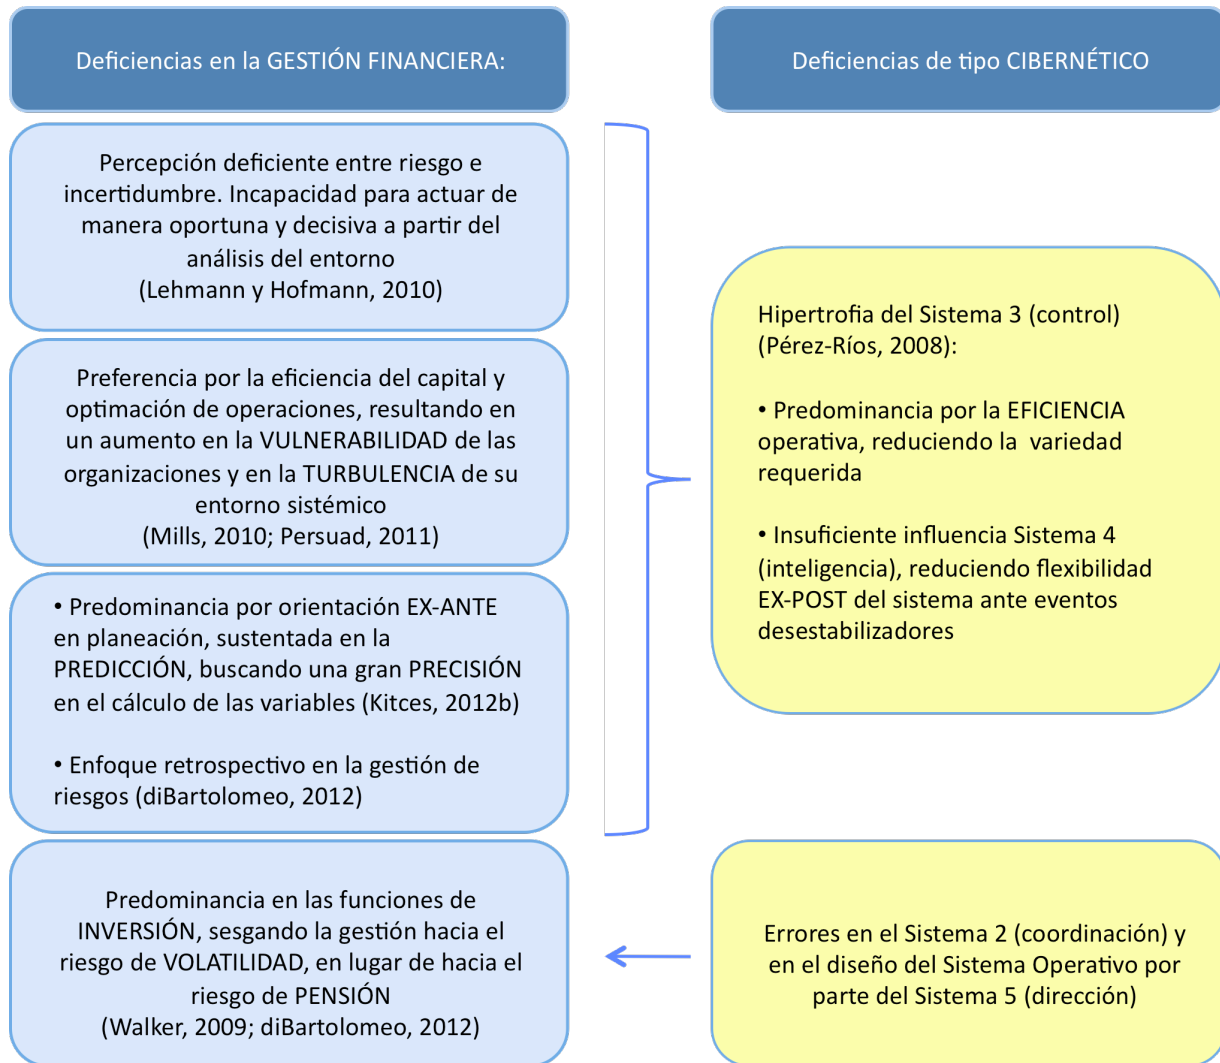 Deficiencias en la GESTIÓN FINANCIERA:
Percepción deficiente entre riesgo e
incertidumbre. Incapacidad para actuar de
manera oportuna y decisiva a partir del
análisis del entorno
(Lehmann y Hofmann, 2010)
Preferencia por la eficiencia del capital y
optimación de operaciones, resultando en
un aumento en la VULNERABILIDAD de las
organizaciones y en la TURBULENCIA de su
entorno sistémico
(Mills, 2010; Persuad, 2011)
• Predominancia por orientación EX-ANTE
en planeación, sustentada en la
PREDICCIÓN, buscando una gran PRECISIÓN
en el cálculo de las variables (Kitces, 2012b)
• Enfoque retrospectivo en la gestión de
riesgos (diBartolomeo, 2012)
Predominancia en las funciones de
INVERSIÓN, sesgando la gestión hacia el
riesgo de VOLATILIDAD, en lugar de hacia el
riesgo de PENSIÓN
(Walker, 2009; diBartolomeo, 2012)
Deficiencias de tipo CIBERNÉTICO
Hipertrofia del Sistema 3 (control)
(Pérez-Ríos, 2008):
• Predominancia por la EFICIENCIA
operativa, reduciendo la variedad
requerida
• Insuficiente influencia Sistema 4
(inteligencia), reduciendo flexibilidad
EX-POST del sistema ante eventos
desestabilizadores
Errores en el Sistema 2 (coordinación) y
en el diseño del Sistema Operativo por
parte del Sistema 5 (dirección)